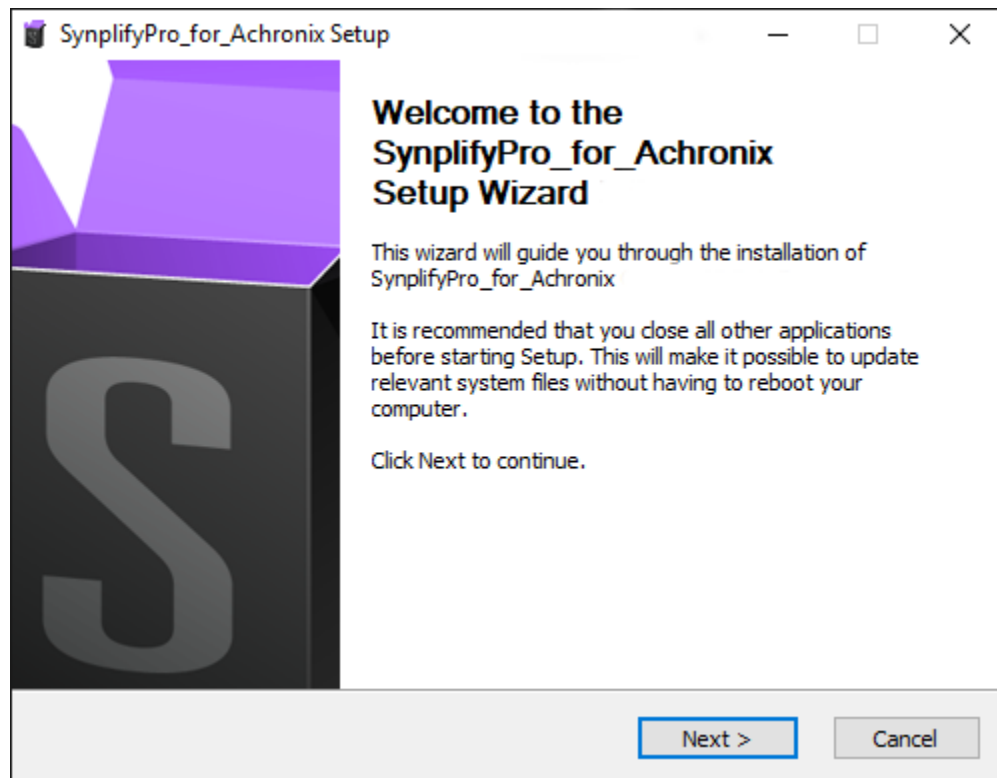 SynplifyPro_for_Achronix Setup
Welcome to the
SynplifyPro_for_Achronix
Setup Wizard
This wizard will guide you through the installation of
SynplifyPro_for_Achronix
It is recommended that you close all other applications
before starting Setup. This will make it possible to update
relevant system files without having to reboot your
computer.
Click Next to continue.
S
Next >
Cancel